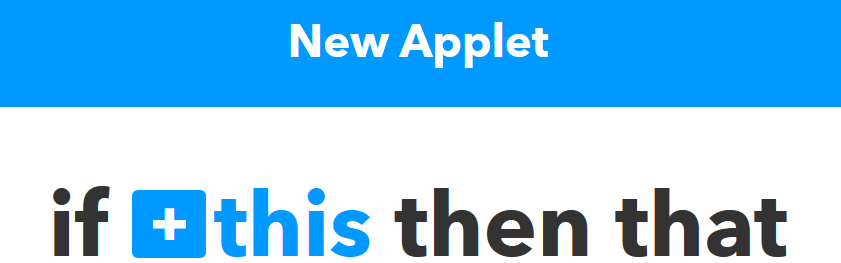 New Applet
if +this then that